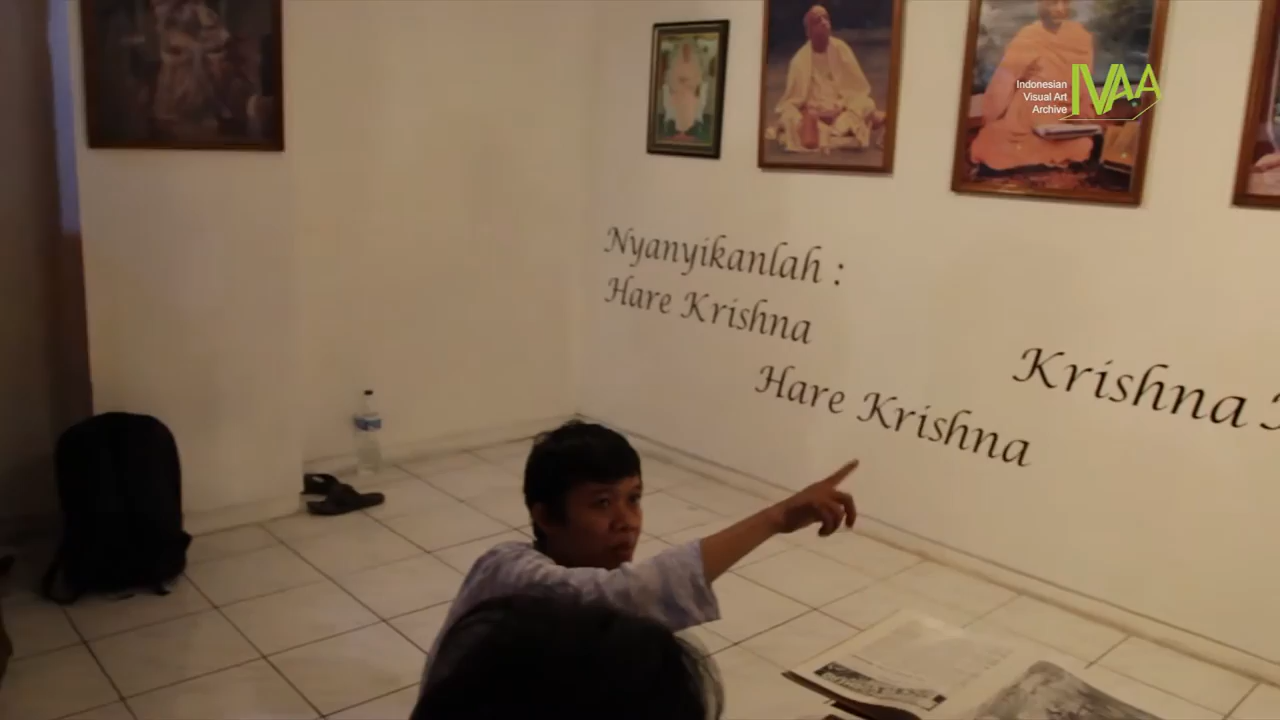 Indonesian
Visual Art
Archive
IVAA
Nyanyikanlah :
Hare Krishna
Hare Krishna
Krishna